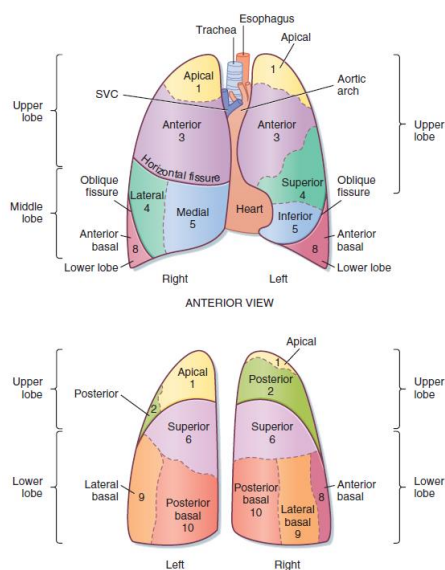 Esophagus
Trachea
Apical
1
Apical
1
SVC
Aortic
arch
Upper
lobe
Anterior
3
Anterior
3
Upper
lobe
Horizontal fissure
Oblique
fissure
Lateral
4
Superior
4
Oblique
fissure
Middle
lobe
Medial
5
Heart
Inferior
5
Anterior
basal
8
8
Anterior
basal
Lower lobe
Lower lobe
Right
Left
ANTERIOR VIEW
Apical
1
Apical
1
Posterior
2
Upper
lobe
Posterior
2
Upper
lobe
Superior
6
Superior
6
Lower
lobe
Lateral
basal
9
Posterior
basal
10
Posterior
basal
10
Lateral
basal
9
8
Anterior
basal
Lower
lobe
Left
Right